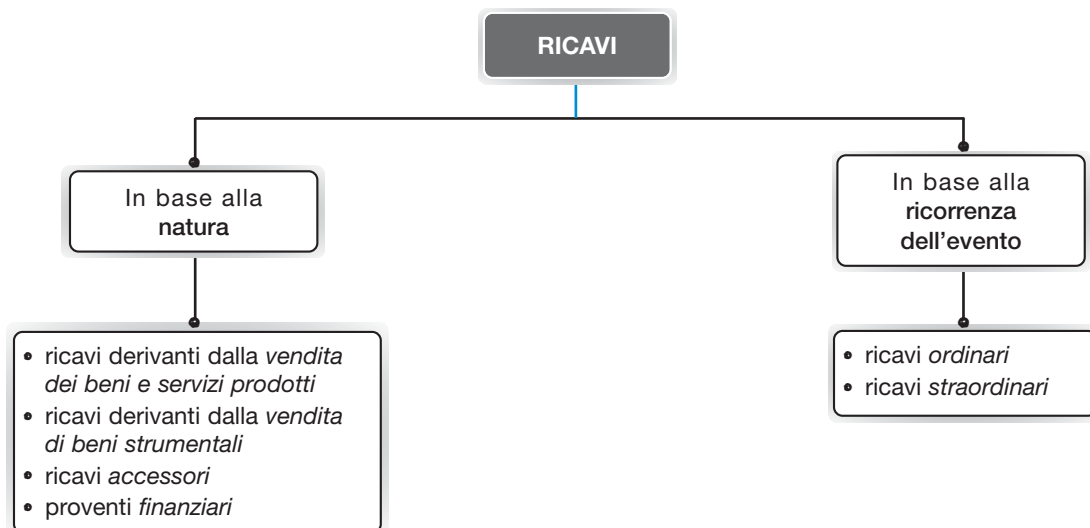 RICAVI
In base alla
natura
In base alla
ricorrenza
dell'evento
• ricavi derivanti dalla vendita
dei beni e servizi prodotti
• ricavi derivanti dalla vendita
di beni strumentali
• ricavi accessori
• proventi finanziari
• ricavi ordinari
• ricavi straordinari